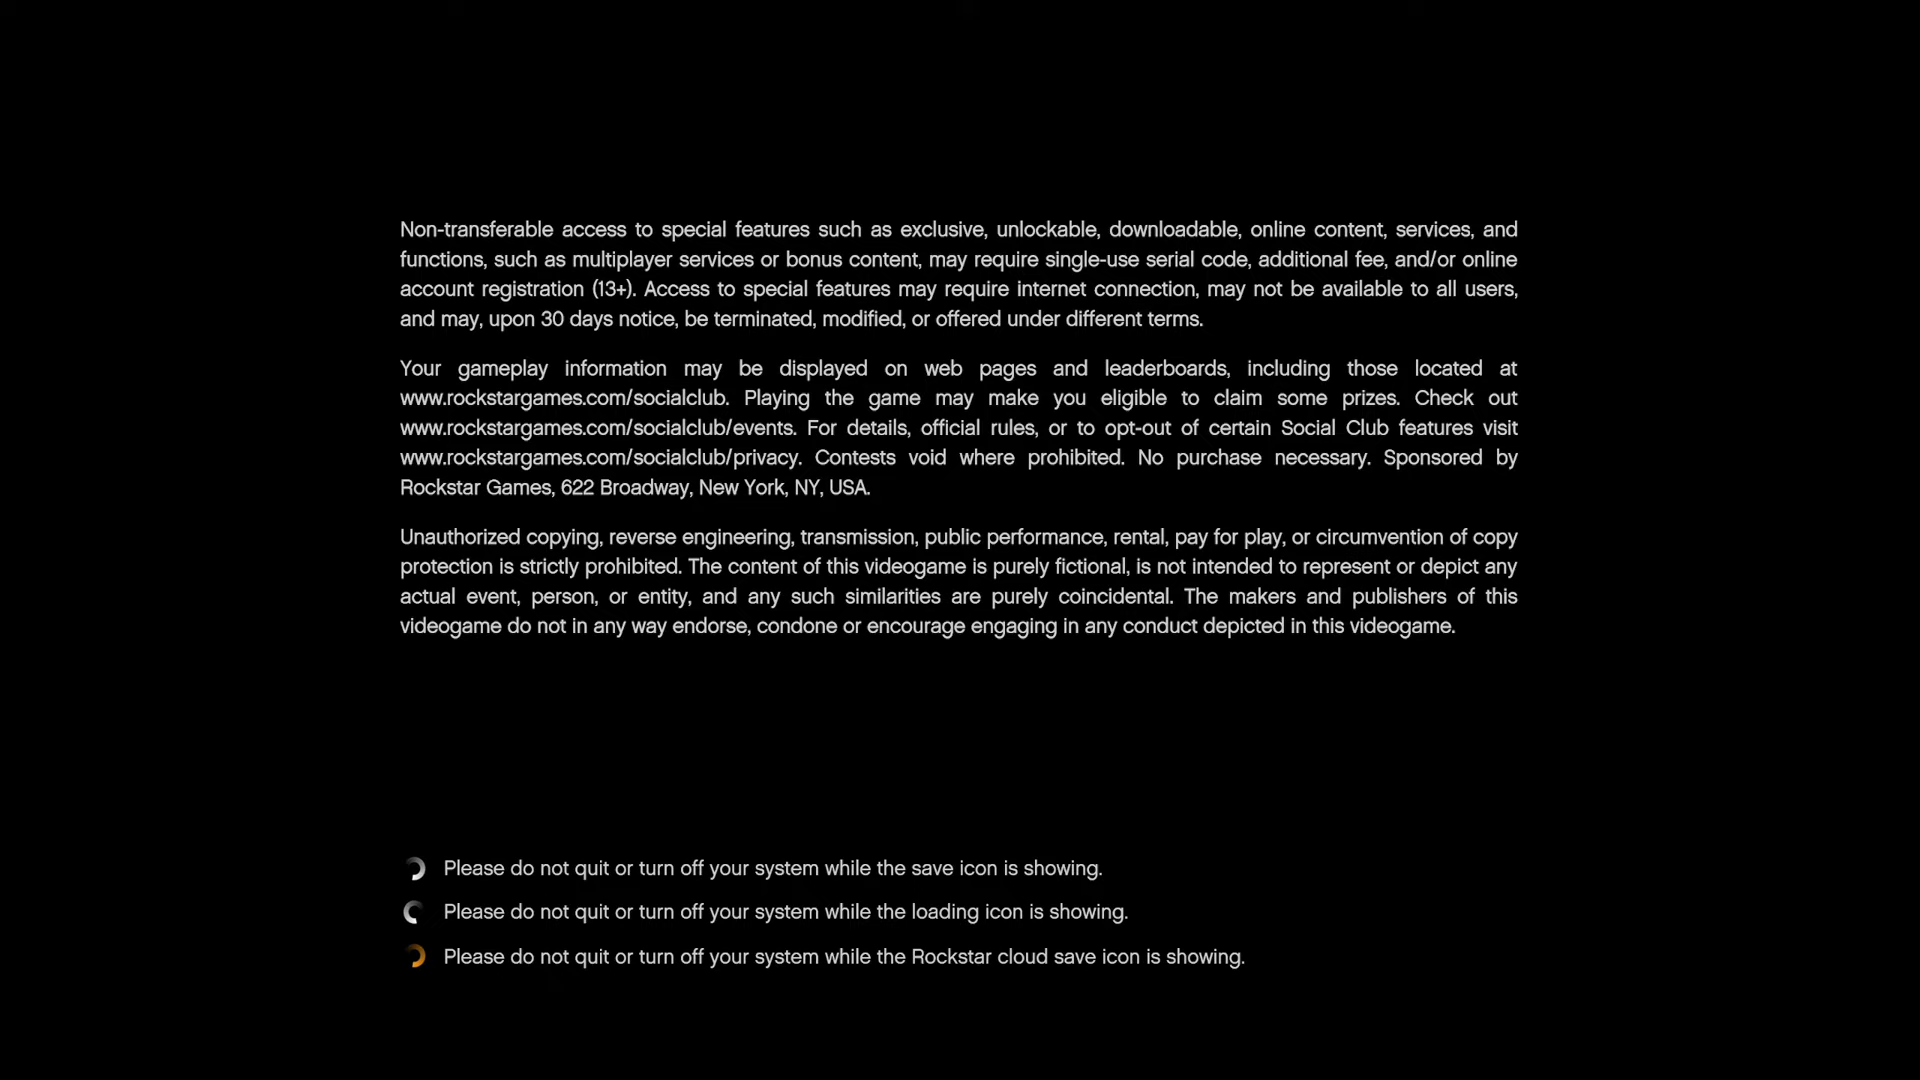 Non-transferable access to special features such as exclusive, unlockable, downloadable, online content, services, and
functions, such as multiplayer services or bonus content, may require single-use serial code, additional fee, and/or online
account registration (13+). Access to special features may require internet connection, may not be available to all users,
and may, upon 30 days notice, be terminated, modified, or offered under different terms.
Your gameplay information may be displayed on web pages and leaderboards, including those located at
www.rockstargames.com/socialclub. Playing the game may make you eligible to claim some prizes. Check out
www.rockstargames.com/socialclub/events. For details, official rules, or to opt-out of certain Social Club features visit
www.rockstargames.com/socialclub/privacy. Contests void where prohibited. No purchase necessary. Sponsored by
Rockstar Games, 622 Broadway, New York, NY, USA.
Unauthorized copying, reverse engineering, transmission, public performance, rental, pay for play, or circumvention of copy
protection is strictly prohibited. The content of this videogame is purely fictional, is not intended to represent or depict any
actual event, person, or entity, and any such similarities are purely coincidental. The makers and publishers of this
videogame do not in any way endorse, condone or encourage engaging in any conduct depicted in this videogame.
Please do not quit or turn off your system while the save icon is showing.
Please do not quit or turn off your system while the loading icon is showing.
Please do not quit or turn off your system while the Rockstar cloud save icon is showing.